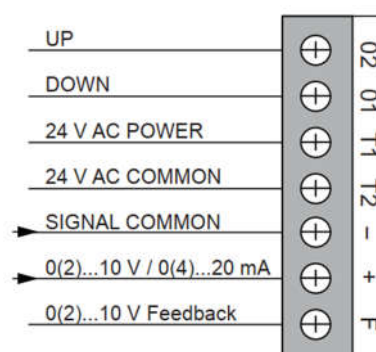 UP 02
DOWN 01
24 V AC POWER T1
24 V AC COMMON T2
SIGNAL COMMON –
0(2)...10 V / 0(4)...20 mA +
0(2)...10 V Feedback F